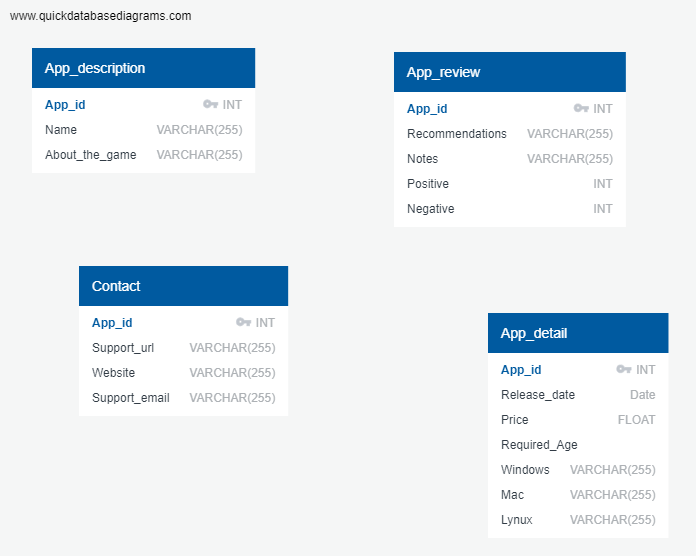 www.quickdatabasediagrams.com
App_description
App_id INT
Name VARCHAR(255)
About_the_game VARCHAR(255)
App_review
App_id INT
Recommendations VARCHAR(255)
Notes VARCHAR(255)
Positive INT
Negative INT
Contact
App_id INT
Support_url VARCHAR(255)
Website VARCHAR(255)
Support_email VARCHAR(255)
App_detail
App_id INT
Release_date Date
Price FLOAT
Required_Age
Windows VARCHAR(255)
Mac VARCHAR(255)
Lynux VARCHAR(255)